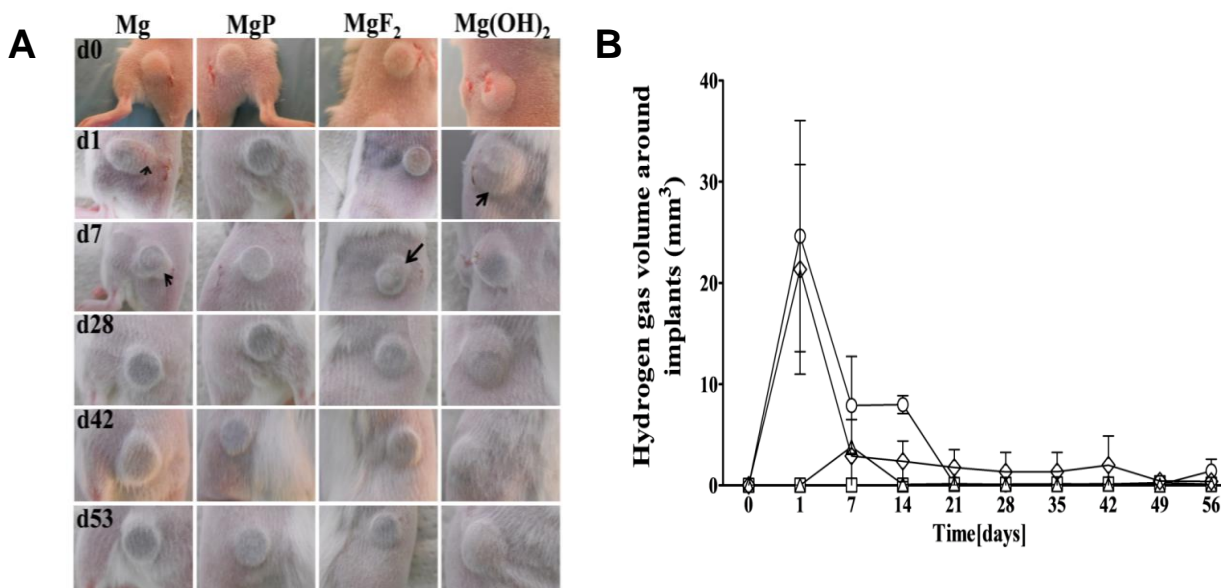 A
Mg MgP MgF₂ Mg(OH)₂
d0
d1
d7
d28
d42
d53
B
Hydrogen gas volume around
implants (mm³)
40
30
20
10
0
0 1 7 14 21 28 35 42 49 56
Time[days]